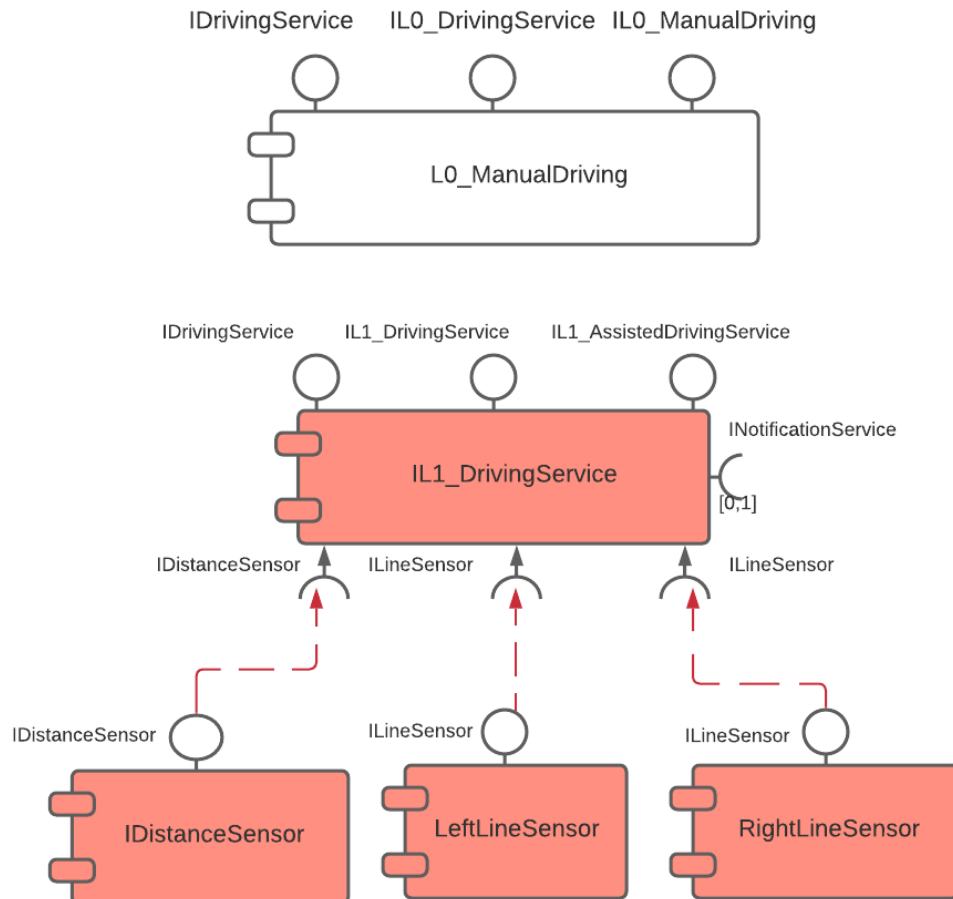 IDrivingService
IL0_DrivingService
IL0_ManualDriving
L0_ManualDriving
IDrivingService
IL1_DrivingService
IL1_AssistedDrivingService
INotificationService
IL1_DrivingService
[0,1]
IDistanceSensor
ILineSensor
ILineSensor
IDistanceSensor
ILineSensor
ILineSensor
IDistanceSensor
LeftLineSensor
RightLineSensor